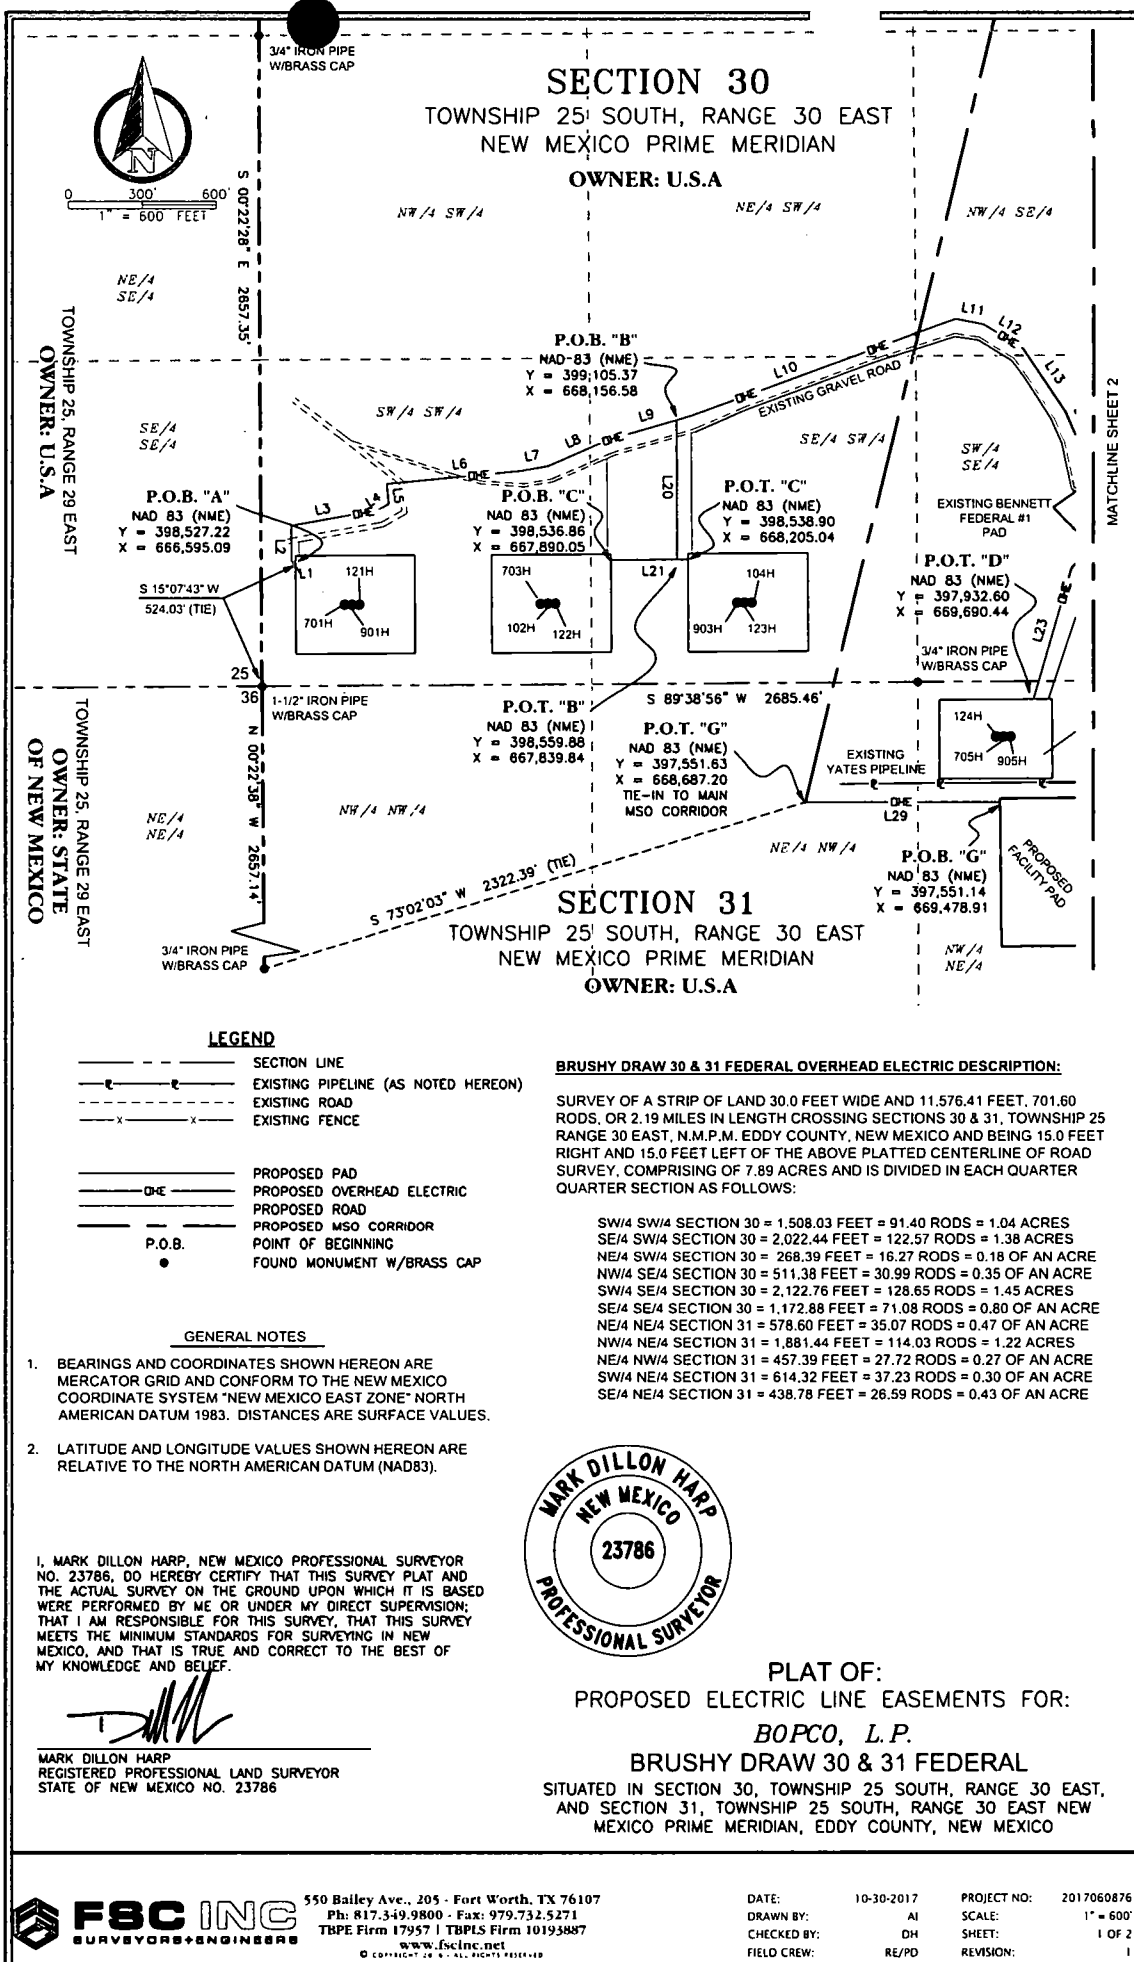 3/4" IRON PIPE
W/BRASS CAP
SECTION 30
TOWNSHIP 25 SOUTH, RANGE 30 EAST
NEW MEXICO PRIME MERIDIAN
OWNER: U.S.A
N
0 300' 600'
1" = 600 FEET
S 00°22'28" E 2657.35'
NW/4 SW/4
NE/4 SW/4
NW/4 SE/4
NE/4
SE/4
TOWNSHIP 25, RANGE 29 EAST
OWNER: U.S.A
L11
L12
OHE
L13
P.O.B. "B"
NAD 83 (NME)
Y = 399,105.37
X = 668,156.58
OHE
L10
OHE
EXISTING GRAVEL ROAD
MATCHLINE SHEET 2
SW/4 SW/4
L9
OHE
L8
L7
SE/4 SW/4
SE/4
SE/4
SW/4
SE/4
L6
OHE
P.O.B. "A"
NAD 83 (NME)
Y = 398,527.22
X = 666,595.09
L3
OHE
L4
L5
L2
L1
P.O.B. "C"
NAD 83 (NME)
Y = 398,536.86
X = 667,890.05
L20
P.O.T. "C"
NAD 83 (NME)
Y = 398,538.90
X = 668,205.04
EXISTING BENNETT
FEDERAL #1
PAD
P.O.T. "D"
NAD 83 (NME)
Y = 397,932.60
X = 669,690.44
OHE
L23
L21
S 15°07'43" W
524.03' (TIE)
121H
701H
901H
703H
102H
122H
104H
903H
123H
3/4" IRON PIPE
W/BRASS CAP
25
36
1-1/2" IRON PIPE
W/BRASS CAP
S 89°38'56" W 2685.46'
P.O.T. "B"
NAD 83 (NME)
Y = 398,559.88
X = 667,839.84
P.O.T. "G"
NAD 83 (NME)
Y = 397,551.63
X = 668,687.20
TIE-IN TO MAIN
MSO CORRIDOR
124H
705H
905H
EXISTING
YATES PIPELINE
OHE
L29
TOWNSHIP 25, RANGE 29 EAST
OWNER: STATE
OF NEW MEXICO
N 00°22'38" W 2657.14'
NE/4
NE/4
NW/4 NW/4
NE/4 NW/4
P.O.B. "G"
NAD 83 (NME)
Y = 397,551.14
X = 669,478.91
PROPOSED
FACILITY PAD
S 73°02'03" W 2322.39' (TIE)
SECTION 31
TOWNSHIP 25 SOUTH, RANGE 30 EAST
NEW MEXICO PRIME MERIDIAN
OWNER: U.S.A
3/4" IRON PIPE
W/BRASS CAP
NW/4
NE/4
LEGEND
SECTION LINE
EXISTING PIPELINE (AS NOTED HEREON)
EXISTING ROAD
x x EXISTING FENCE
PROPOSED PAD
OHE PROPOSED OVERHEAD ELECTRIC
PROPOSED ROAD
PROPOSED MSO CORRIDOR
P.O.B. POINT OF BEGINNING
FOUND MONUMENT W/BRASS CAP
GENERAL NOTES
1. BEARINGS AND COORDINATES SHOWN HEREON ARE
MERCATOR GRID AND CONFORM TO THE NEW MEXICO
COORDINATE SYSTEM "NEW MEXICO EAST ZONE" NORTH
AMERICAN DATUM 1983. DISTANCES ARE SURFACE VALUES.
2. LATITUDE AND LONGITUDE VALUES SHOWN HEREON ARE
RELATIVE TO THE NORTH AMERICAN DATUM (NAD83).
BRUSHY DRAW 30 & 31 FEDERAL OVERHEAD ELECTRIC DESCRIPTION:
SURVEY OF A STRIP OF LAND 30.0 FEET WIDE AND 11,576.41 FEET, 701.60
RODS, OR 2.19 MILES IN LENGTH CROSSING SECTIONS 30 & 31, TOWNSHIP 25
RANGE 30 EAST, N.M.P.M. EDDY COUNTY, NEW MEXICO AND BEING 15.0 FEET
RIGHT AND 15.0 FEET LEFT OF THE ABOVE PLATTED CENTERLINE OF ROAD
SURVEY, COMPRISING OF 7.89 ACRES AND IS DIVIDED IN EACH QUARTER
QUARTER SECTION AS FOLLOWS:
SW/4 SW/4 SECTION 30 = 1,508.03 FEET = 91.40 RODS = 1.04 ACRES
SE/4 SW/4 SECTION 30 = 2,022.44 FEET = 122.57 RODS = 1.38 ACRES
NE/4 SW/4 SECTION 30 = 268.39 FEET = 16.27 RODS = 0.18 OF AN ACRE
NW/4 SE/4 SECTION 30 = 511.38 FEET = 30.99 RODS = 0.35 OF AN ACRE
SW/4 SE/4 SECTION 30 = 2,122.76 FEET = 128.65 RODS = 1.45 ACRES
SE/4 SE/4 SECTION 30 = 1,172.88 FEET = 71.08 RODS = 0.80 OF AN ACRE
NE/4 NE/4 SECTION 31 = 578.60 FEET = 35.07 RODS = 0.47 OF AN ACRE
NW/4 NE/4 SECTION 31 = 1,881.44 FEET = 114.03 RODS = 1.22 ACRES
NE/4 NW/4 SECTION 31 = 457.39 FEET = 27.72 RODS = 0.27 OF AN ACRE
SW/4 NE/4 SECTION 31 = 614.32 FEET = 37.23 RODS = 0.30 OF AN ACRE
SE/4 NE/4 SECTION 31 = 438.78 FEET = 26.59 RODS = 0.43 OF AN ACRE
MARK DILLON HARP
NEW MEXICO
23786
PROFESSIONAL SURVEYOR
I, MARK DILLON HARP, NEW MEXICO PROFESSIONAL SURVEYOR
NO. 23786, DO HEREBY CERTIFY THAT THIS SURVEY PLAT AND
THE ACTUAL SURVEY ON THE GROUND UPON WHICH IT IS BASED
WERE PERFORMED BY ME OR UNDER MY DIRECT SUPERVISION;
THAT I AM RESPONSIBLE FOR THIS SURVEY, THAT THIS SURVEY
MEETS THE MINIMUM STANDARDS FOR SURVEYING IN NEW
MEXICO, AND THAT IS TRUE AND CORRECT TO THE BEST OF
MY KNOWLEDGE AND BELIEF.
MARK DILLON HARP
REGISTERED PROFESSIONAL LAND SURVEYOR
STATE OF NEW MEXICO NO. 23786
PLAT OF:
PROPOSED ELECTRIC LINE EASEMENTS FOR:
BOPCO, L.P.
BRUSHY DRAW 30 & 31 FEDERAL
SITUATED IN SECTION 30, TOWNSHIP 25 SOUTH, RANGE 30 EAST,
AND SECTION 31, TOWNSHIP 25 SOUTH, RANGE 30 EAST NEW
MEXICO PRIME MERIDIAN, EDDY COUNTY, NEW MEXICO
FSC INC
SURVEYORS+ENGINEERS
550 Bailey Ave., 205 - Fort Worth, TX 76107
Ph: 817.349.9800 - Fax: 979.732.5271
TBPE Firm 17957 | TBPLS Firm 10193887
www.fscinc.net
DATE: 10-30-2017 PROJECT NO: 2017060876
DRAWN BY: AI SCALE: 1" = 600'
CHECKED BY: DH SHEET: 1 OF 2
FIELD CREW: RE/PD REVISION: 1